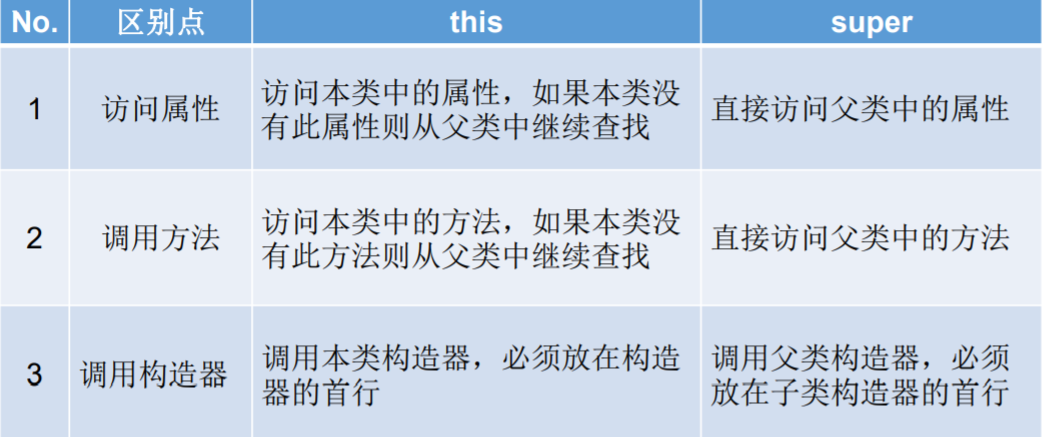 No. 区别点 this super
1 访问属性 访问本类中的属性，如果本类没 直接访问父类中的属性
有此属性则从父类中继续查找
2 调用方法 访问本类中的方法，如果本类没 直接访问父类中的方法
有此方法则从父类中继续查找
3 调用构造器 调用本类构造器，必须放在构造 调用父类构造器，必须
器的首行 放在子类构造器的首行